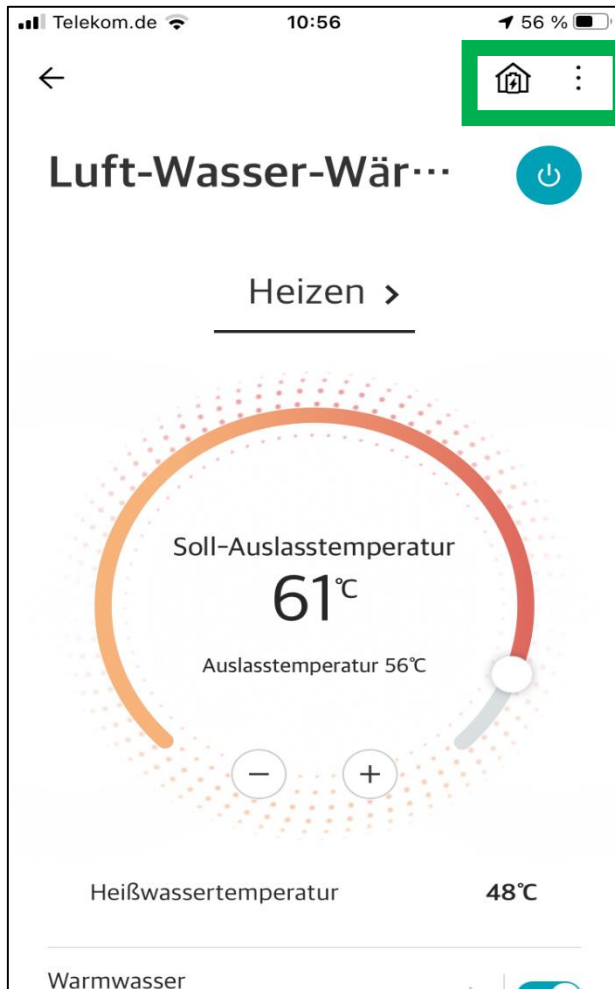 Telekom.de 10:56 56 %
Luft-Wasser-Wär···
Heizen >
Soll-Auslasstemperatur
61°C
Auslasstemperatur 56°C
− +
Heißwassertemperatur 48°C
Warmwasser